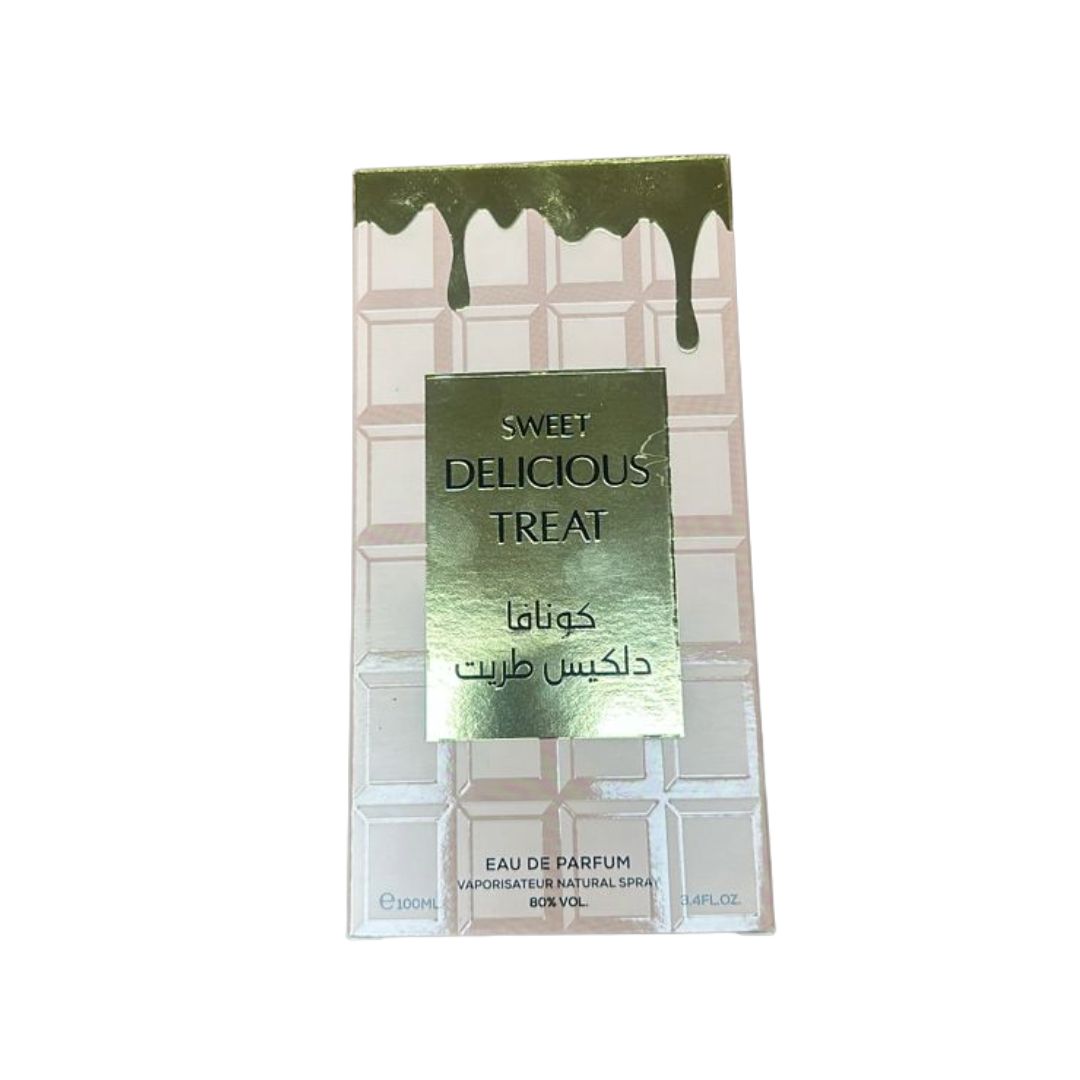 SWEET
DELICIOUS
TREAT
كونافا
دلكيس طريت
EAU DE PARFUM
VAPORISATEUR NATURAL SPRAY
80% VOL.
℮100ML
3.4FL.OZ.